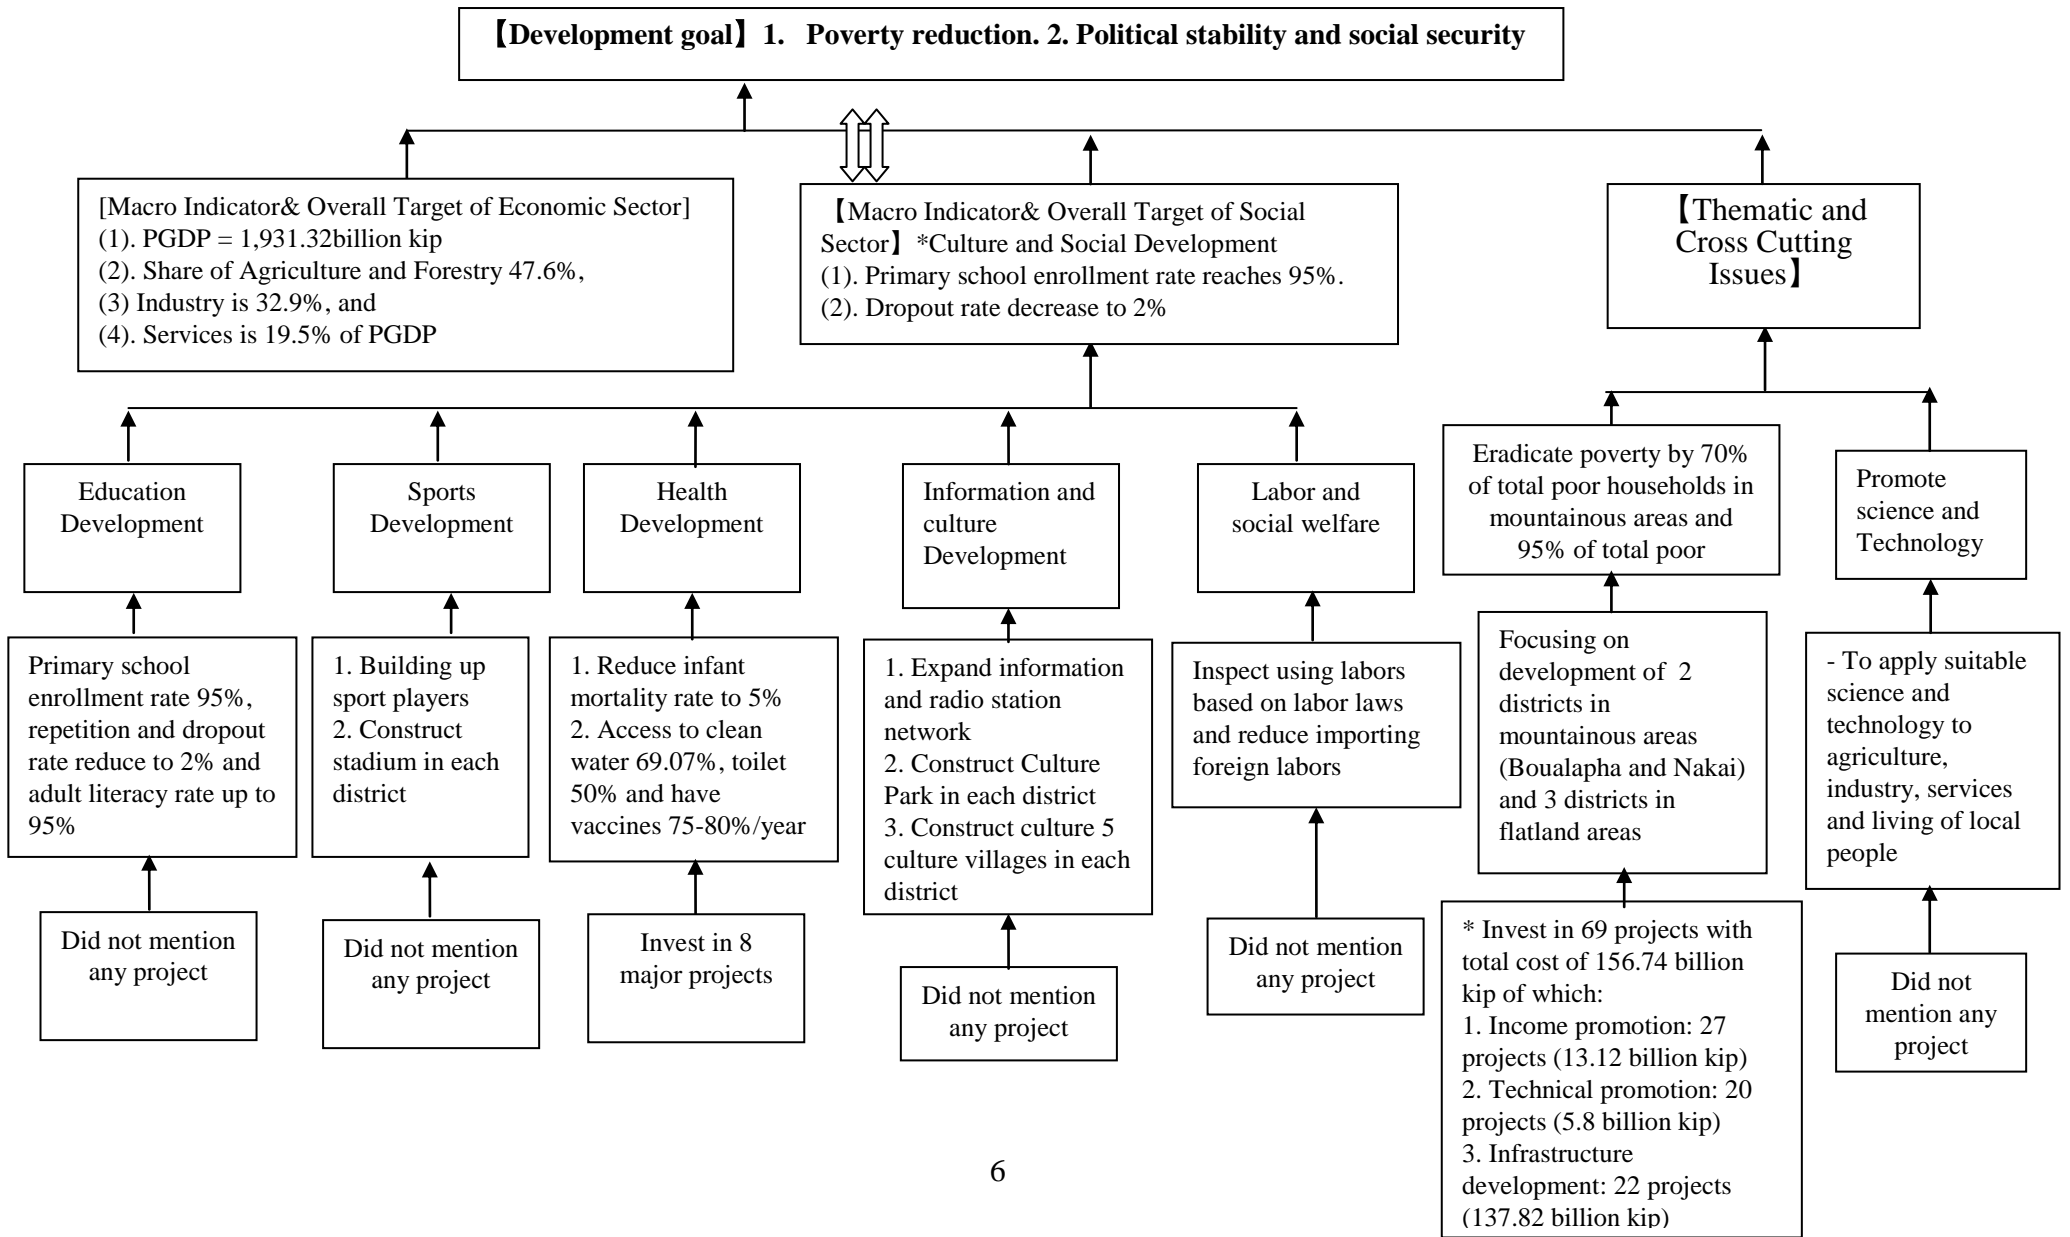 【Development goal】1. Poverty reduction. 2. Political stability and social security
[Macro Indicator& Overall Target of Economic Sector]
(1). PGDP = 1,931.32billion kip
(2). Share of Agriculture and Forestry 47.6%,
(3) Industry is 32.9%, and
(4). Services is 19.5% of PGDP
【Macro Indicator& Overall Target of Social
Sector】*Culture and Social Development
(1). Primary school enrollment rate reaches 95%.
(2). Dropout rate decrease to 2%
【Thematic and
Cross Cutting
Issues】
Education
Development
Sports
Development
Health
Development
Information and
culture
Development
Labor and
social welfare
Eradicate poverty by 70%
of total poor households in
mountainous areas and
95% of total poor
Promote
science and
Technology
Primary school
enrollment rate 95%,
repetition and dropout
rate reduce to 2% and
adult literacy rate up to
95%
1. Building up
sport players
2. Construct
stadium in each
district
1. Reduce infant
mortality rate to 5%
2. Access to clean
water 69.07%, toilet
50% and have
vaccines 75-80%/year
1. Expand information
and radio station
network
2. Construct Culture
Park in each district
3. Construct culture 5
culture villages in each
district
Inspect using labors
based on labor laws
and reduce importing
foreign labors
Focusing on
development of 2
districts in
mountainous areas
(Boualapha and Nakai)
and 3 districts in
flatland areas
- To apply suitable
science and
technology to
agriculture,
industry, services
and living of local
people
Did not mention
any project
Did not mention
any project
Invest in 8
major projects
Did not mention
any project
Did not mention
any project
* Invest in 69 projects with
total cost of 156.74 billion
kip of which:
1. Income promotion: 27
projects (13.12 billion kip)
2. Technical promotion: 20
projects (5.8 billion kip)
3. Infrastructure
development: 22 projects
(137.82 billion kip)
Did not
mention any
project
6